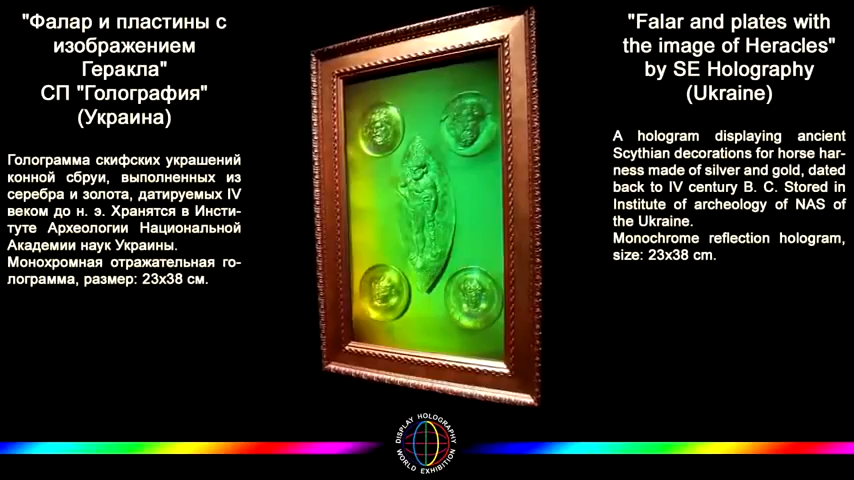 "Фалар и пластины с
изображением
Геракла"
СП "Голография"
(Украина)
Голограмма скифских украшений
конной сбруи, выполненных из
серебра и золота, датируемых IV
веком до н. э. Хранятся в Инсти-
туте Археологии Национальной
Академии наук Украины.
Монохромная отражательная го-
лограмма, размер: 23x38 см.
"Falar and plates with
the image of Heracles"
by SE Holography
(Ukraine)
A hologram displaying ancient
Scythian decorations for horse har-
ness made of silver and gold, dated
back to IV century B. C. Stored in
Institute of archeology of NAS of
the Ukraine.
Monochrome reflection hologram,
size: 23x38 cm.
DISPLAY HOLOGRAPHY
WORLD EXHIBITION